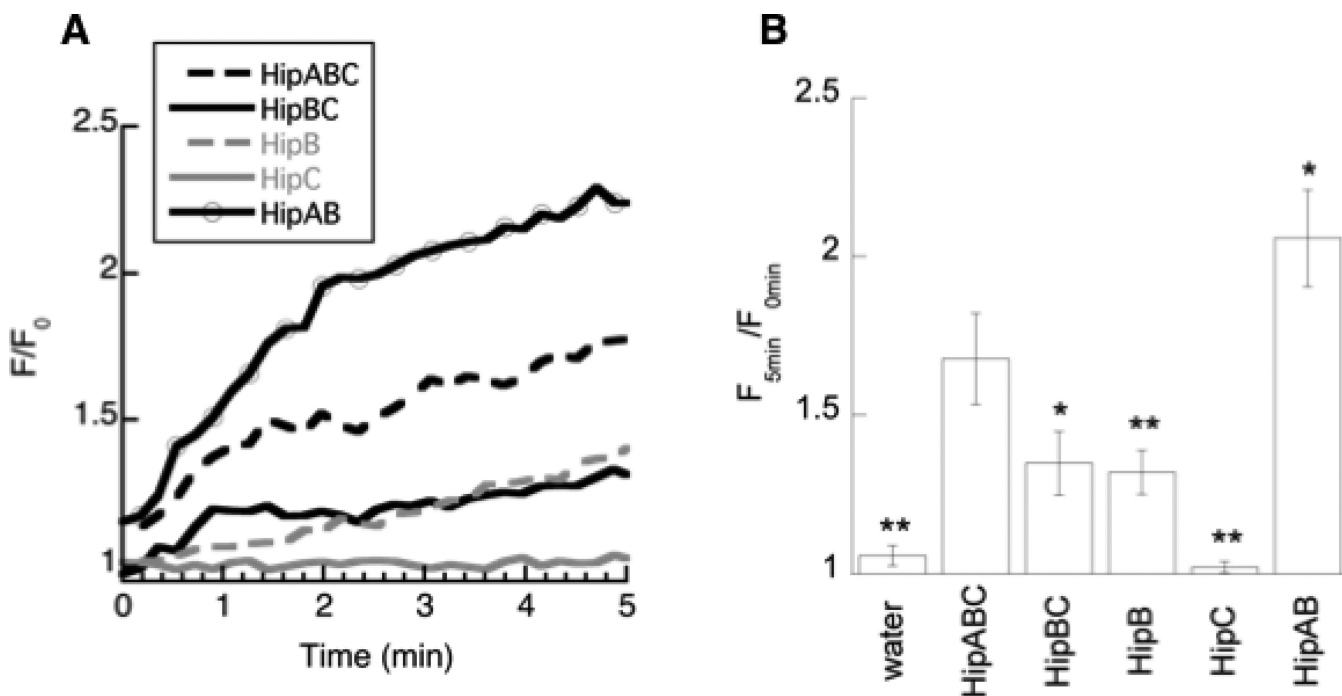 A
HipABC
HipBC
HipB
HipC
HipAB
2.5
2
1.5
1
F/F0
0 1 2 3 4 5
Time (min)
B
2.5
2
1.5
1
F5min/F0min
** * ** ** *
water HipABC HipBC HipB HipC HipAB